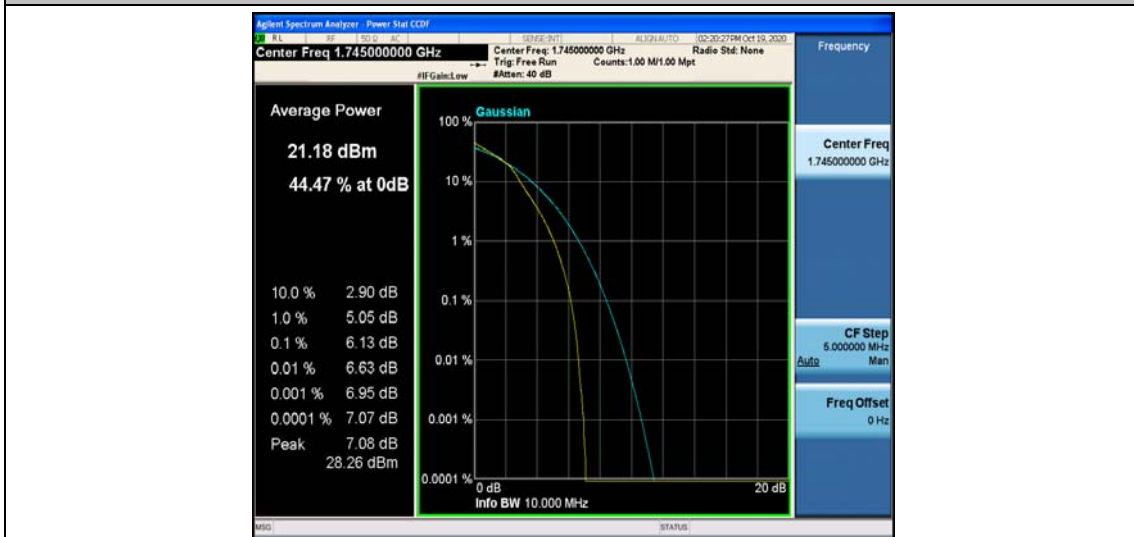 Agilent Spectrum Analyzer - Power Stat CCDF
RL RF 50 Ω AC SENSE:INT ALIGNAUTO 02:20:27PM Oct 19, 2020
Center Freq 1.745000000 GHz
Center Freq: 1.745000000 GHz Radio Std: None
Trig: Free Run Counts:1.00 M/1.00 Mpt
#IFGain:Low #Atten: 40 dB
Frequency
Average Power
21.18 dBm
44.47 % at 0dB
10.0 % 2.90 dB
1.0 % 5.05 dB
0.1 % 6.13 dB
0.01 % 6.63 dB
0.001 % 6.95 dB
0.0001 % 7.07 dB
Peak 7.08 dB
28.26 dBm
Gaussian
100 %
10 %
1 %
0.1 %
0.01 %
0.001 %
0.0001 %
0 dB 20 dB
Info BW 10.000 MHz
Center Freq
1.745000000 GHz
CF Step
5.000000 MHz
Auto Man
Freq Offset
0 Hz
MSG STATUS